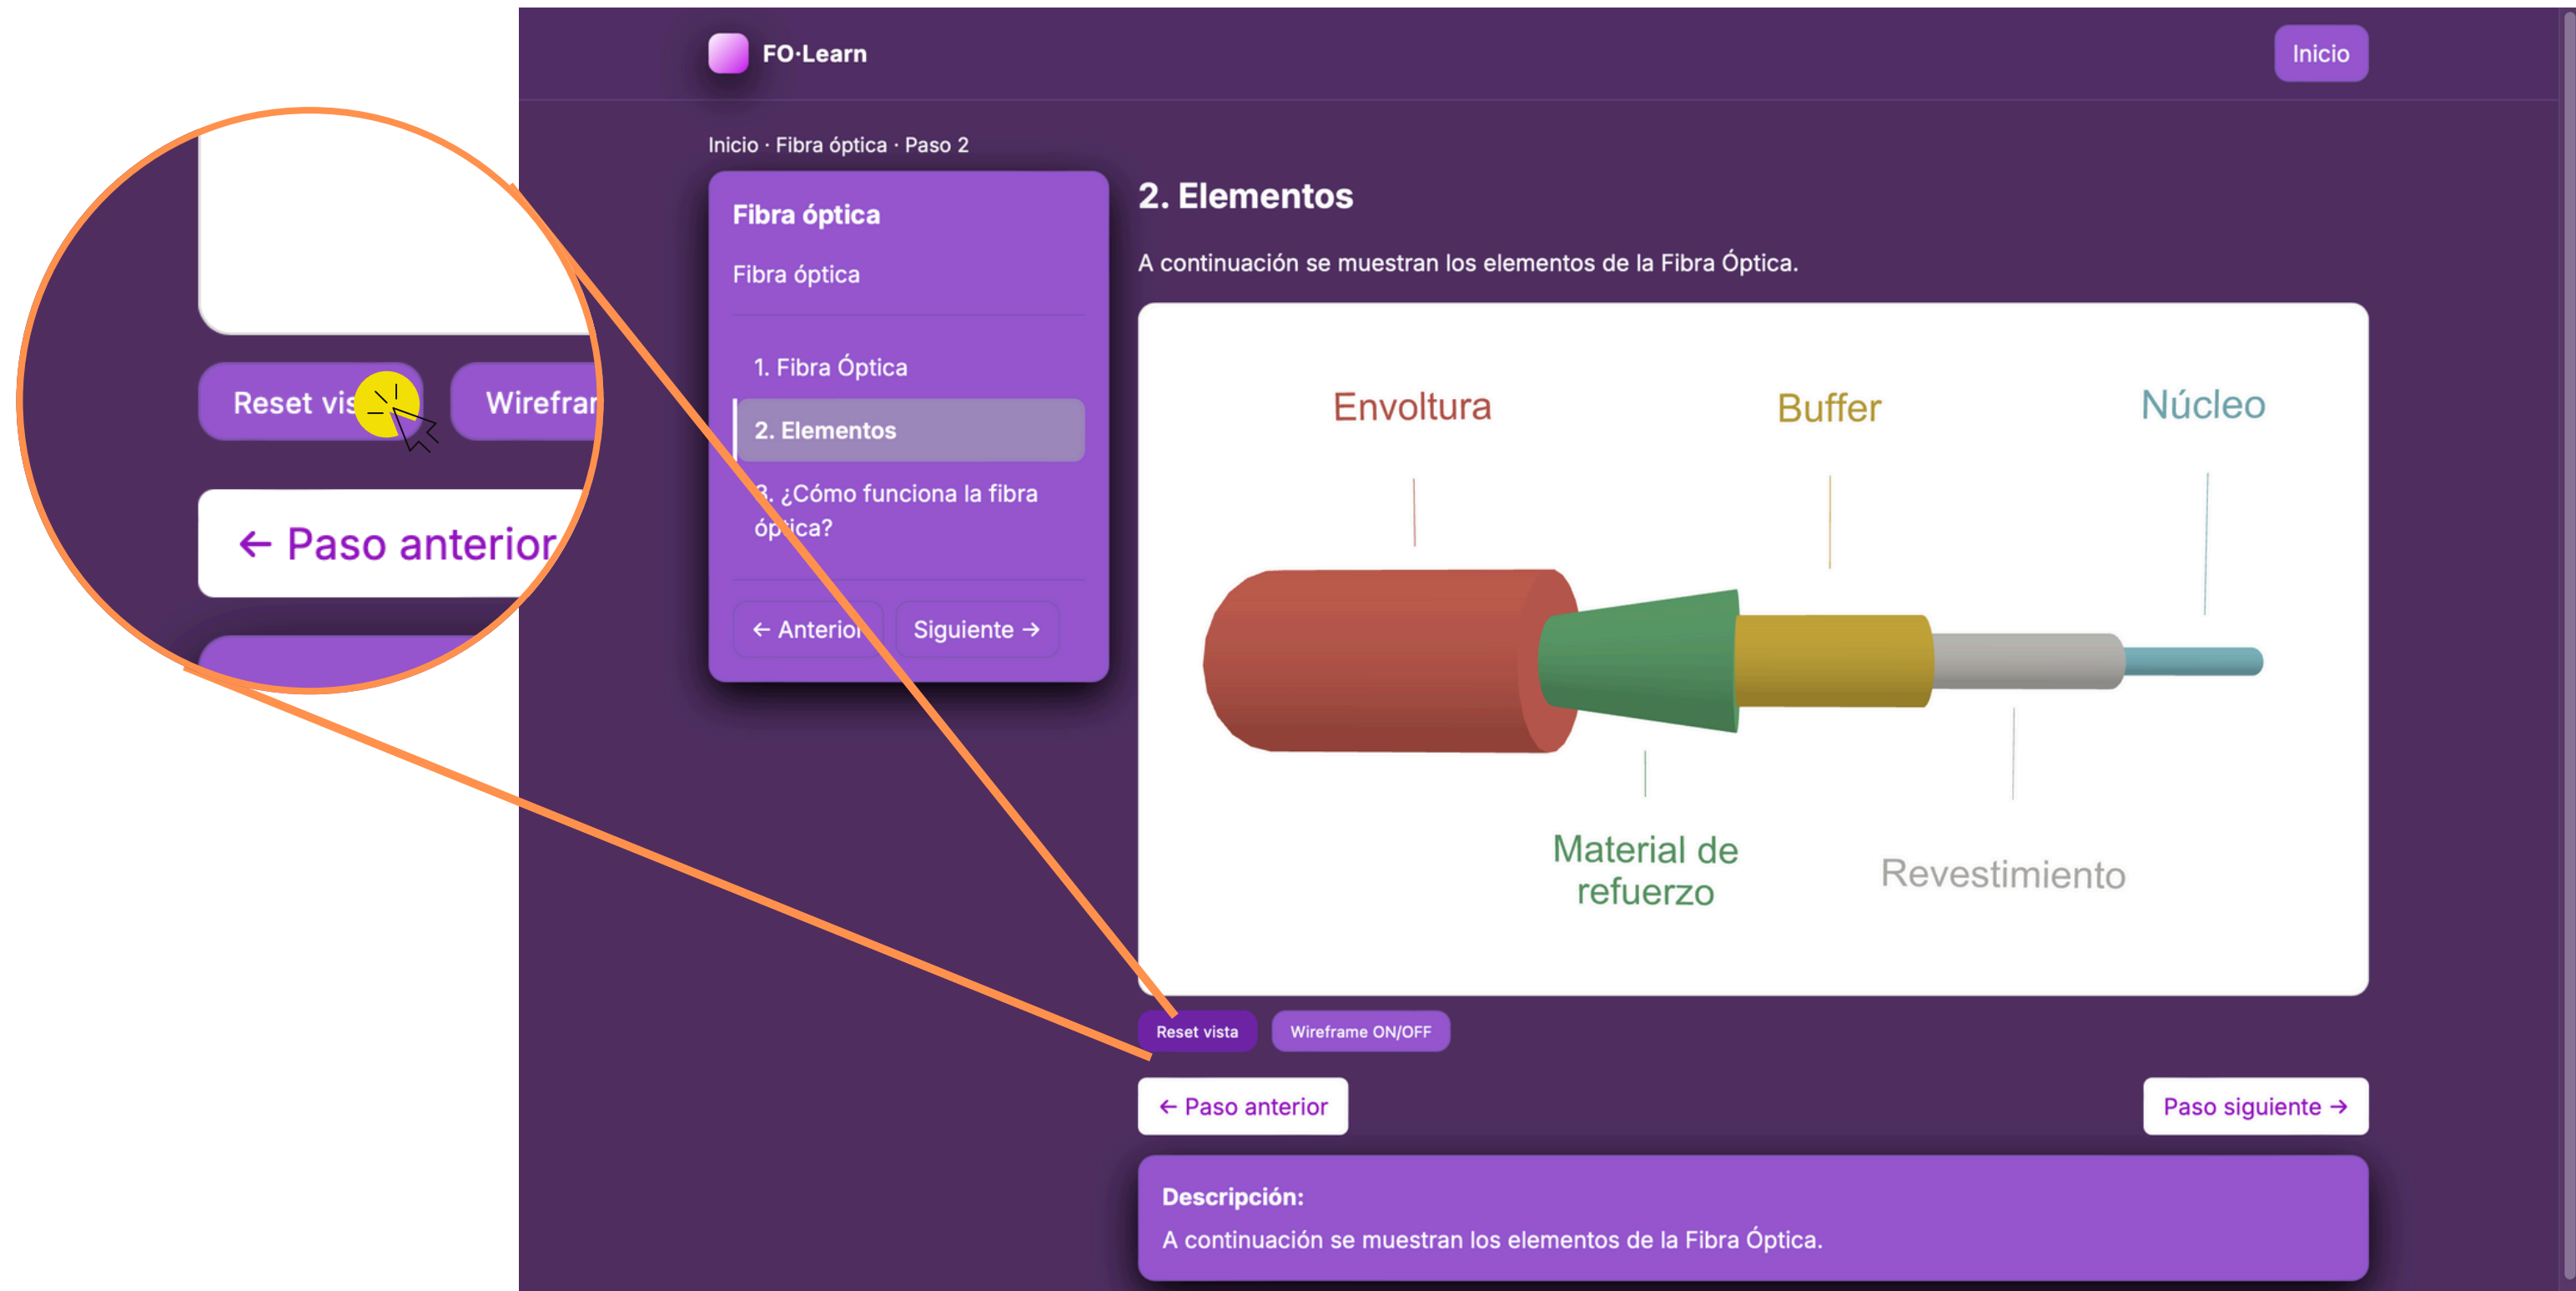 FO·Learn
Inicio
Inicio · Fibra óptica · Paso 2
Fibra óptica
Fibra óptica
1. Fibra Óptica
2. Elementos
3. ¿Cómo funciona la fibra
óptica?
← Anterior
Siguiente →
2. Elementos
A continuación se muestran los elementos de la Fibra Óptica.
Envoltura
Buffer
Núcleo
Material de
refuerzo
Revestimiento
Reset vista
Wireframe ON/OFF
← Paso anterior
Paso siguiente →
Descripción:
A continuación se muestran los elementos de la Fibra Óptica.
Reset vis
Wirefra
← Paso anterior